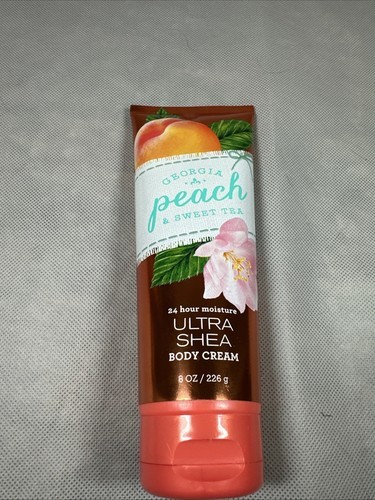 GEORGIA
peach
& SWEET TEA
24 hour moisture
ULTRA
SHEA
BODY CREAM
8 OZ / 226 g